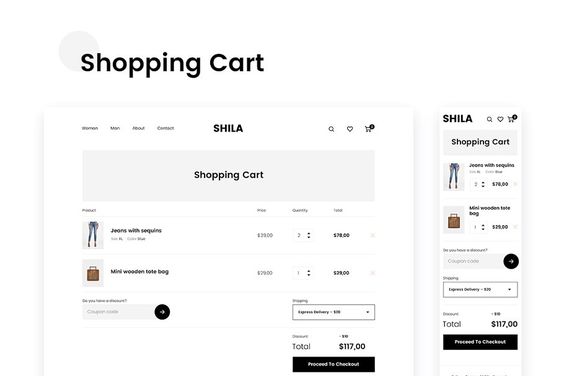 Shopping Cart
Women Man About Contact SHILA
Shopping Cart
Product Price Quantity Total
Jeans with sequins
Size XL Color Blue
$39,00 2 $78,00
Mini wooden tote bag $29,00 1 $29,00
Do you have a discount?
Coupon code
Shipping
Express Delivery - $20
Discount - $10
Total $117,00
Proceed To Checkout
SHILA
Shopping Cart
Jeans with sequins
Size XL Color Blue
2 $78,00
Mini wooden tote
bag
1 $29,00
Do you have a discount?
Coupon code
Shipping
Express Delivery - $20
Discount - $10
Total $117,00
Proceed To Checkout